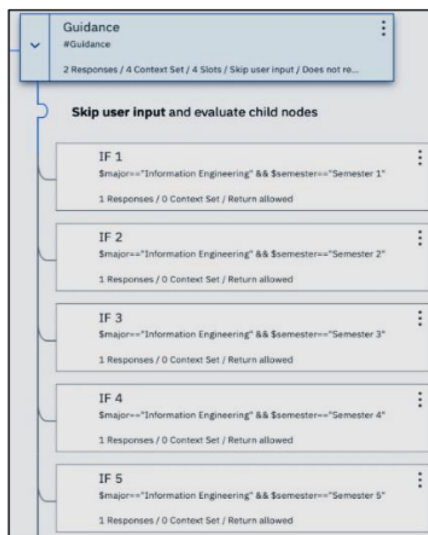 Guidance
#Guidance
2 Responses / 4 Context Set / 4 Slots / Skip user input / Does not re...
Skip user input and evaluate child nodes
IF 1
$major=="Information Engineering" && $semester=="Semester 1"
1 Responses / 0 Context Set / Return allowed
IF 2
$major=="Information Engineering" && $semester=="Semester 2"
1 Responses / 0 Context Set / Return allowed
IF 3
$major=="Information Engineering" && $semester=="Semester 3"
1 Responses / 0 Context Set / Return allowed
IF 4
$major=="Information Engineering" && $semester=="Semester 4"
1 Responses / 0 Context Set / Return allowed
IF 5
$major=="Information Engineering" && $semester=="Semester 5"
1 Responses / 0 Context Set / Return allowed